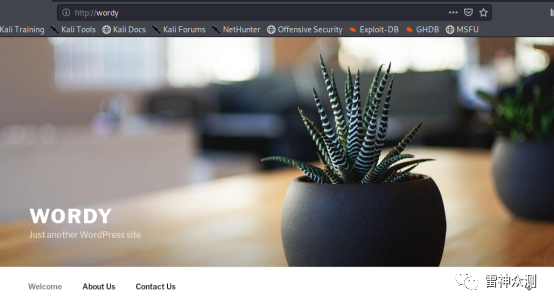 http://wordy
Kali Training Kali Tools Kali Docs Kali Forums NetHunter Offensive Security Exploit-DB GHDB MSFU
WORDY
Just another WordPress site
Welcome About Us Contact Us
雷神众测